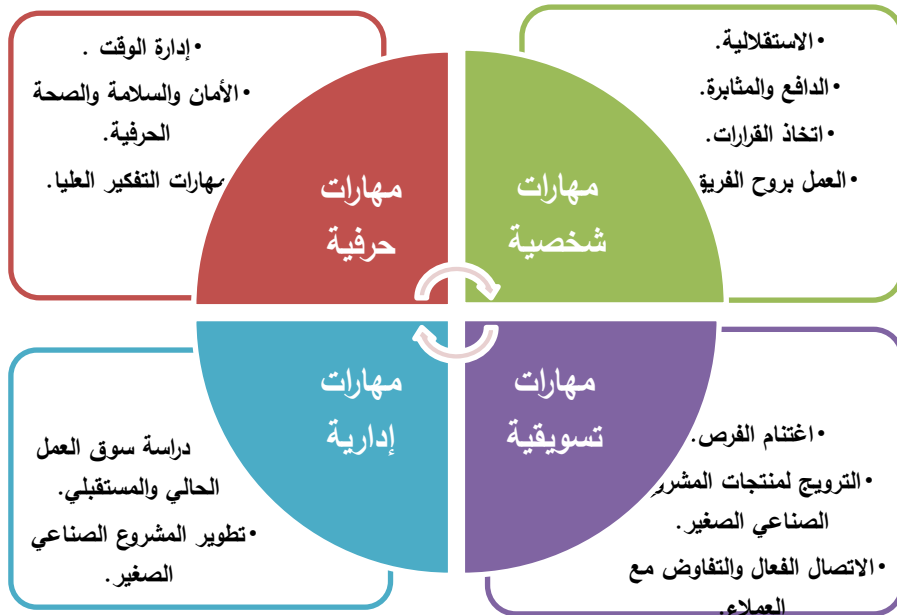 •الاستقلالية.
•الدافع والمثابرة.
•اتخاذ القرارات.
•العمل بروح الفريق
مهارات
شخصية
•إدارة الوقت .
•الأمان والسلامة والصحة
الحرفية.
مهارات التفكير العليا.
مهارات
حرفية
مهارات
تسويقية
•اغتنام الفرص.
•الترويج لمنتجات المشروع
الصناعي الصغير.
•الاتصال الفعال والتفاوض مع
العملاء.
مهارات
إدارية
دراسة سوق العمل
الحالي والمستقبلي.
•تطوير المشروع الصناعي
الصغير.